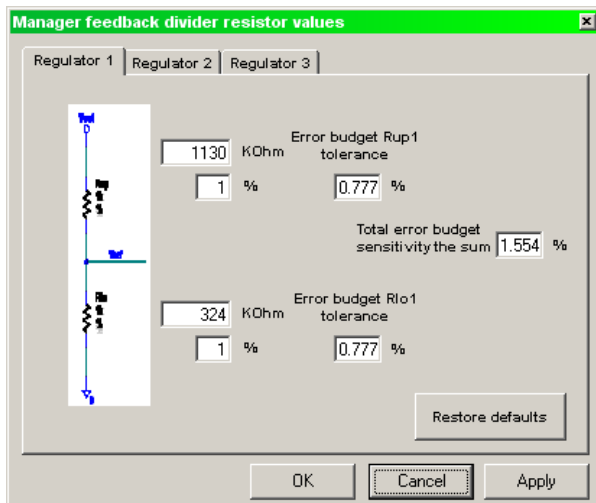 Manager feedback divider resistor values
Regulator 1
Regulator 2
Regulator 3
1130 KOhm
1 %
Error budget Rup1
tolerance
0.777 %
Total error budget
sensitivity the sum 1.554 %
324 KOhm
1 %
Error budget Rlo1
tolerance
0.777 %
Restore defaults
OK
Cancel
Apply